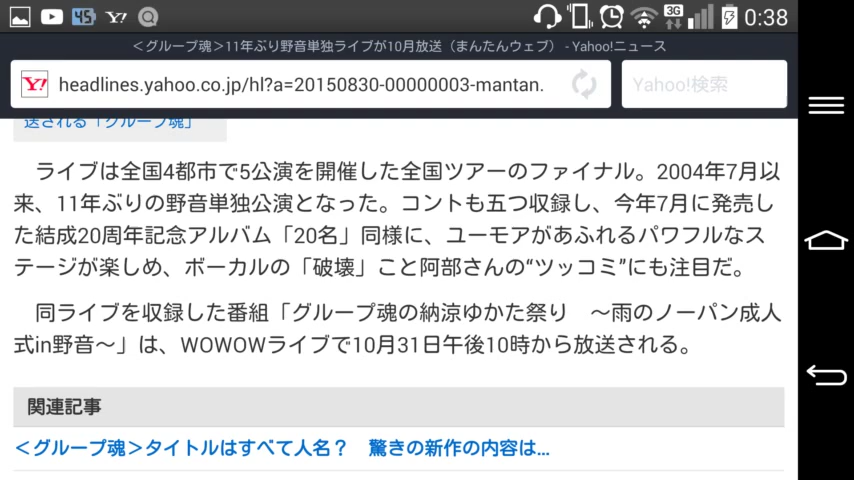 45 Y! 3G 0:38
＜グループ魂＞11年ぶり野音単独ライブが10月放送（まんたんウェブ） - Yahoo!ニュース
Y! headlines.yahoo.co.jp/hl?a=20150830-00000003-mantan. Yahoo!検索
送される「グループ魂」
ライブは全国4都市で5公演を開催した全国ツアーのファイナル。2004年7月以
来、11年ぶりの野音単独公演となった。コントも五つ収録し、今年7月に発売し
た結成20周年記念アルバム「20名」同様に、ユーモアがあふれるパワフルなス
テージが楽しめ、ボーカルの「破壊」こと阿部さんの“ツッコミ”にも注目だ。
同ライブを収録した番組「グループ魂の納涼ゆかた祭り　～雨のノーパン成人
式in野音～」は、WOWOWライブで10月31日午後10時から放送される。
関連記事
＜グループ魂＞タイトルはすべて人名？　驚きの新作の内容は...